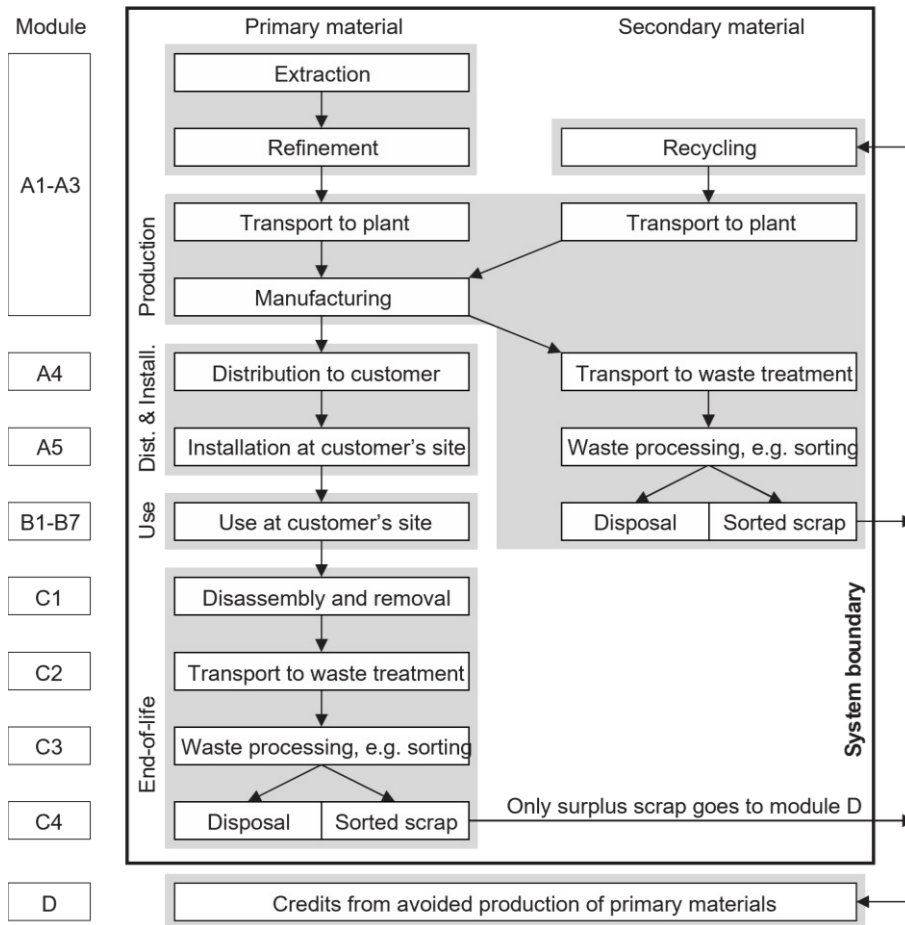 Module
Primary material
Secondary material
Extraction
Refinement
Recycling
A1-A3
Transport to plant
Transport to plant
Manufacturing
Production
A4
Distribution to customer
Transport to waste treatment
Dist. & Install.
A5
Installation at customer's site
Waste processing, e.g. sorting
B1-B7
Use
Use at customer's site
Disposal
Sorted scrap
C1
Disassembly and removal
C2
Transport to waste treatment
System boundary
C3
Waste processing, e.g. sorting
End-of-life
C4
Disposal
Sorted scrap
Only surplus scrap goes to module D
D
Credits from avoided production of primary materials